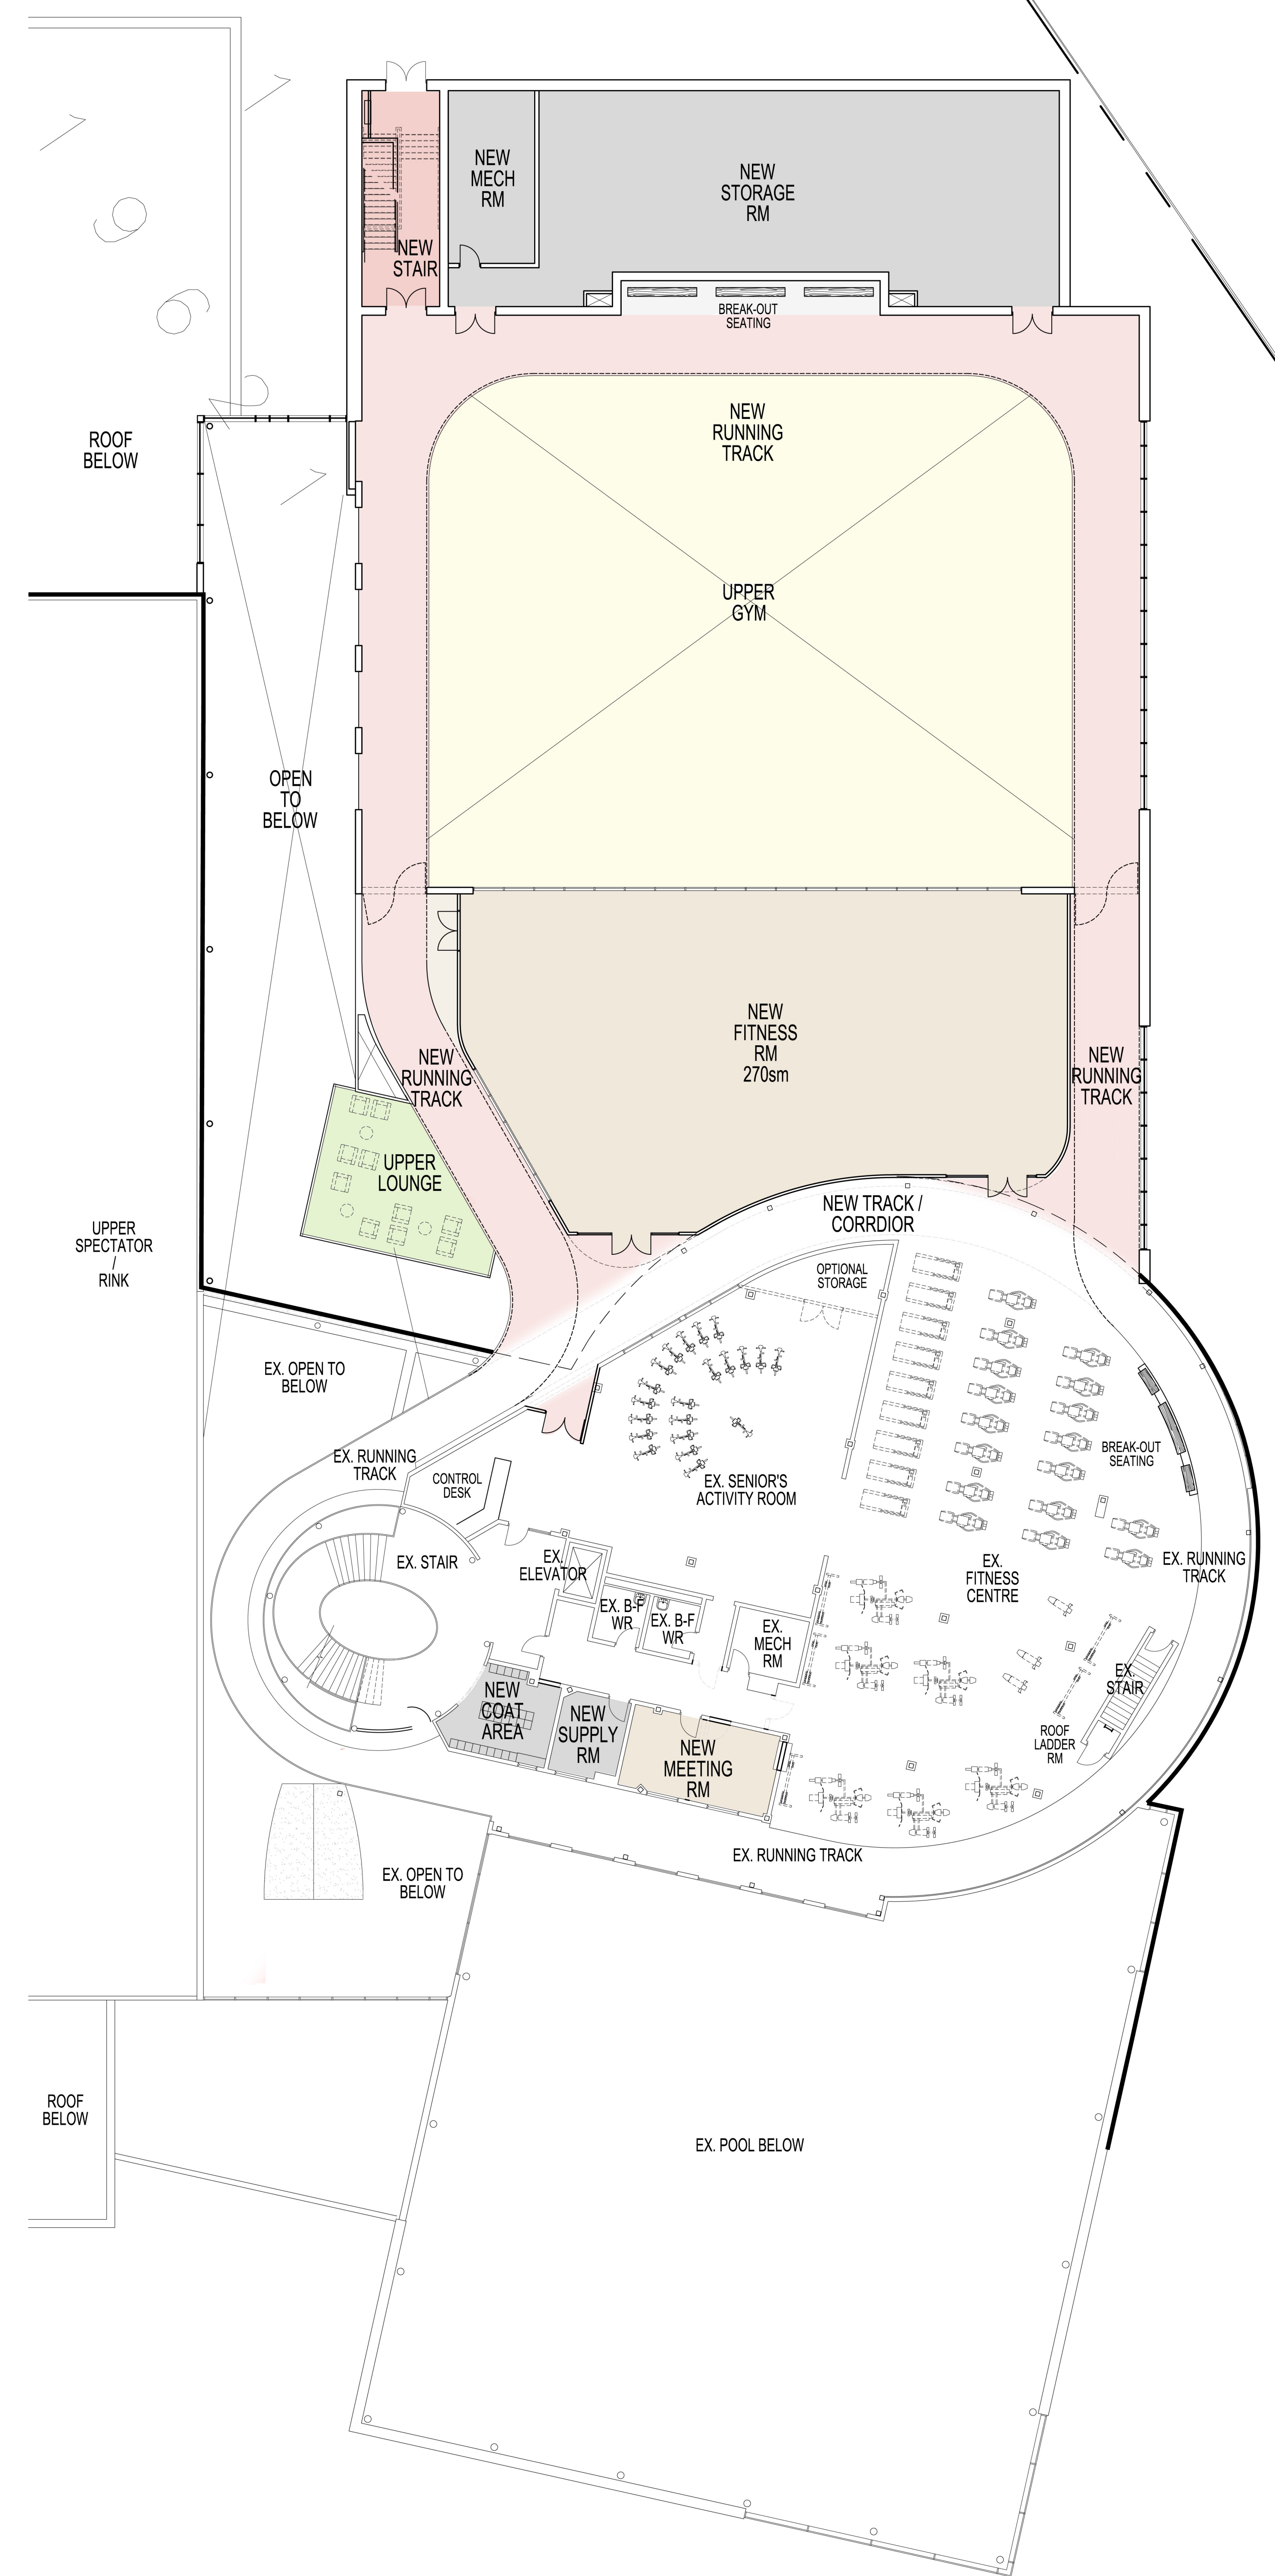 NEW
MECH
RM
NEW
STORAGE
RM
NEW
STAIR
BREAK-OUT
SEATING
NEW
RUNNING
TRACK
ROOF
BELOW
UPPER
GYM
OPEN
TO
BELOW
NEW
FITNESS
RM
270sm
NEW
RUNNING
TRACK
NEW
RUNNING
TRACK
UPPER
LOUNGE
NEW TRACK /
CORRDIOR
UPPER
SPECTATOR
/
RINK
OPTIONAL
STORAGE
EX. OPEN TO
BELOW
EX. RUNNING
TRACK
CONTROL
DESK
EX. SENIOR'S
ACTIVITY ROOM
BREAK-OUT
SEATING
EX. STAIR
EX.
ELEVATOR
EX.
FITNESS
CENTRE
EX. RUNNING
TRACK
EX. B-F
WR
EX. B-F
WR
EX.
MECH
RM
EX.
STAIR
NEW
COAT
AREA
NEW
SUPPLY
RM
NEW
MEETING
RM
ROOF
LADDER
RM
EX. RUNNING TRACK
EX. OPEN TO
BELOW
ROOF
BELOW
EX. POOL BELOW